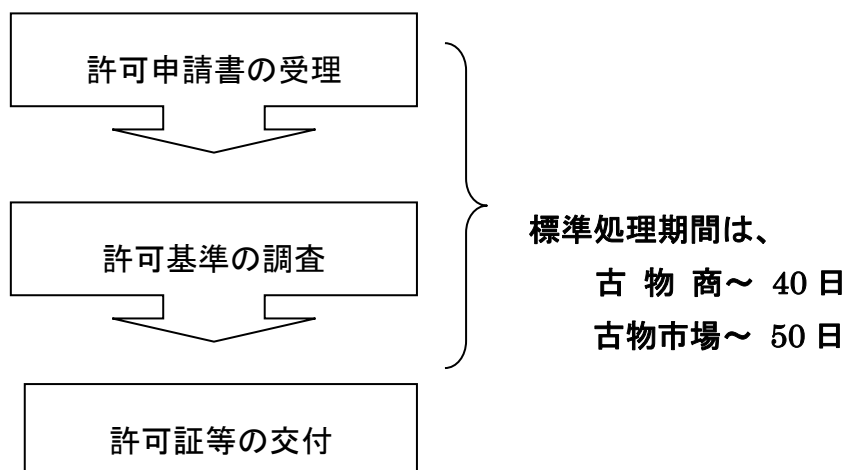 許可申請書の受理
許可基準の調査
標準処理期間は、
古 物 商～ 40 日
古物市場～ 50 日
許可証等の交付